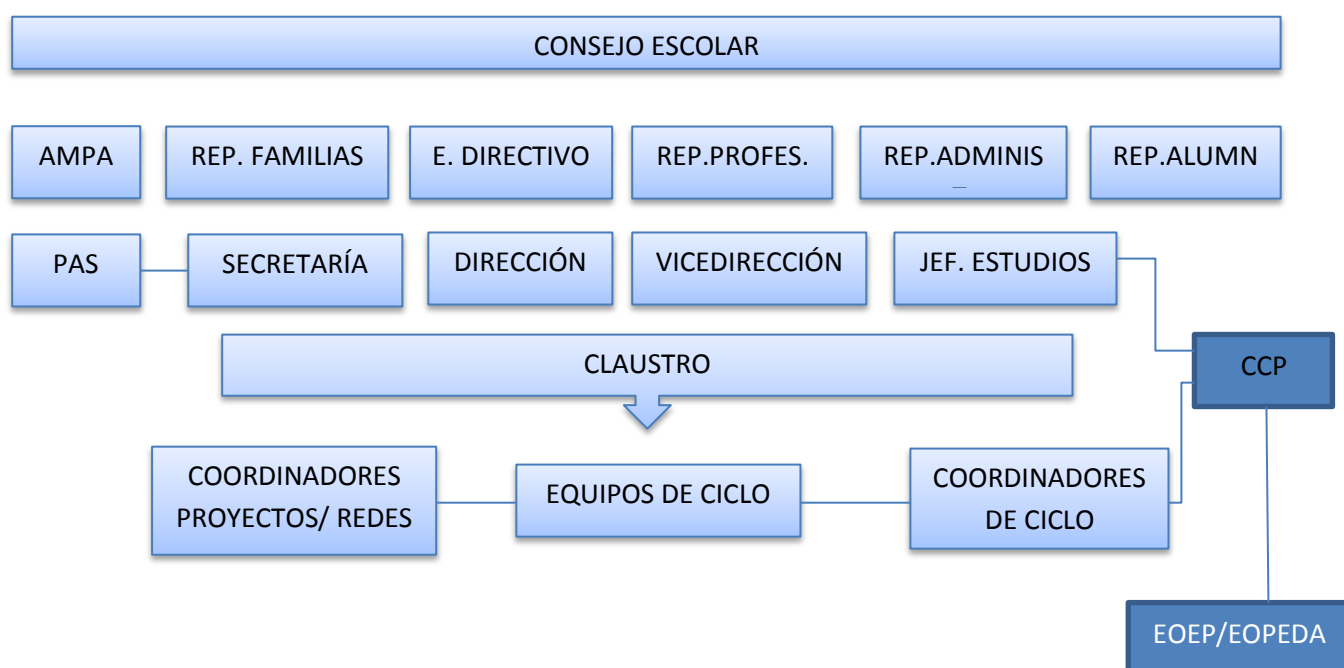 CONSEJO ESCOLAR
AMPA
REP. FAMILIAS
E. DIRECTIVO
REP.PROFES.
REP.ADMINIS
REP.ALUMN
PAS
SECRETARÍA
DIRECCIÓN
VICEDIRECCIÓN
JEF. ESTUDIOS
CLAUSTRO
CCP
COORDINADORES
PROYECTOS/ REDES
EQUIPOS DE CICLO
COORDINADORES
DE CICLO
EOEP/EOPEDA